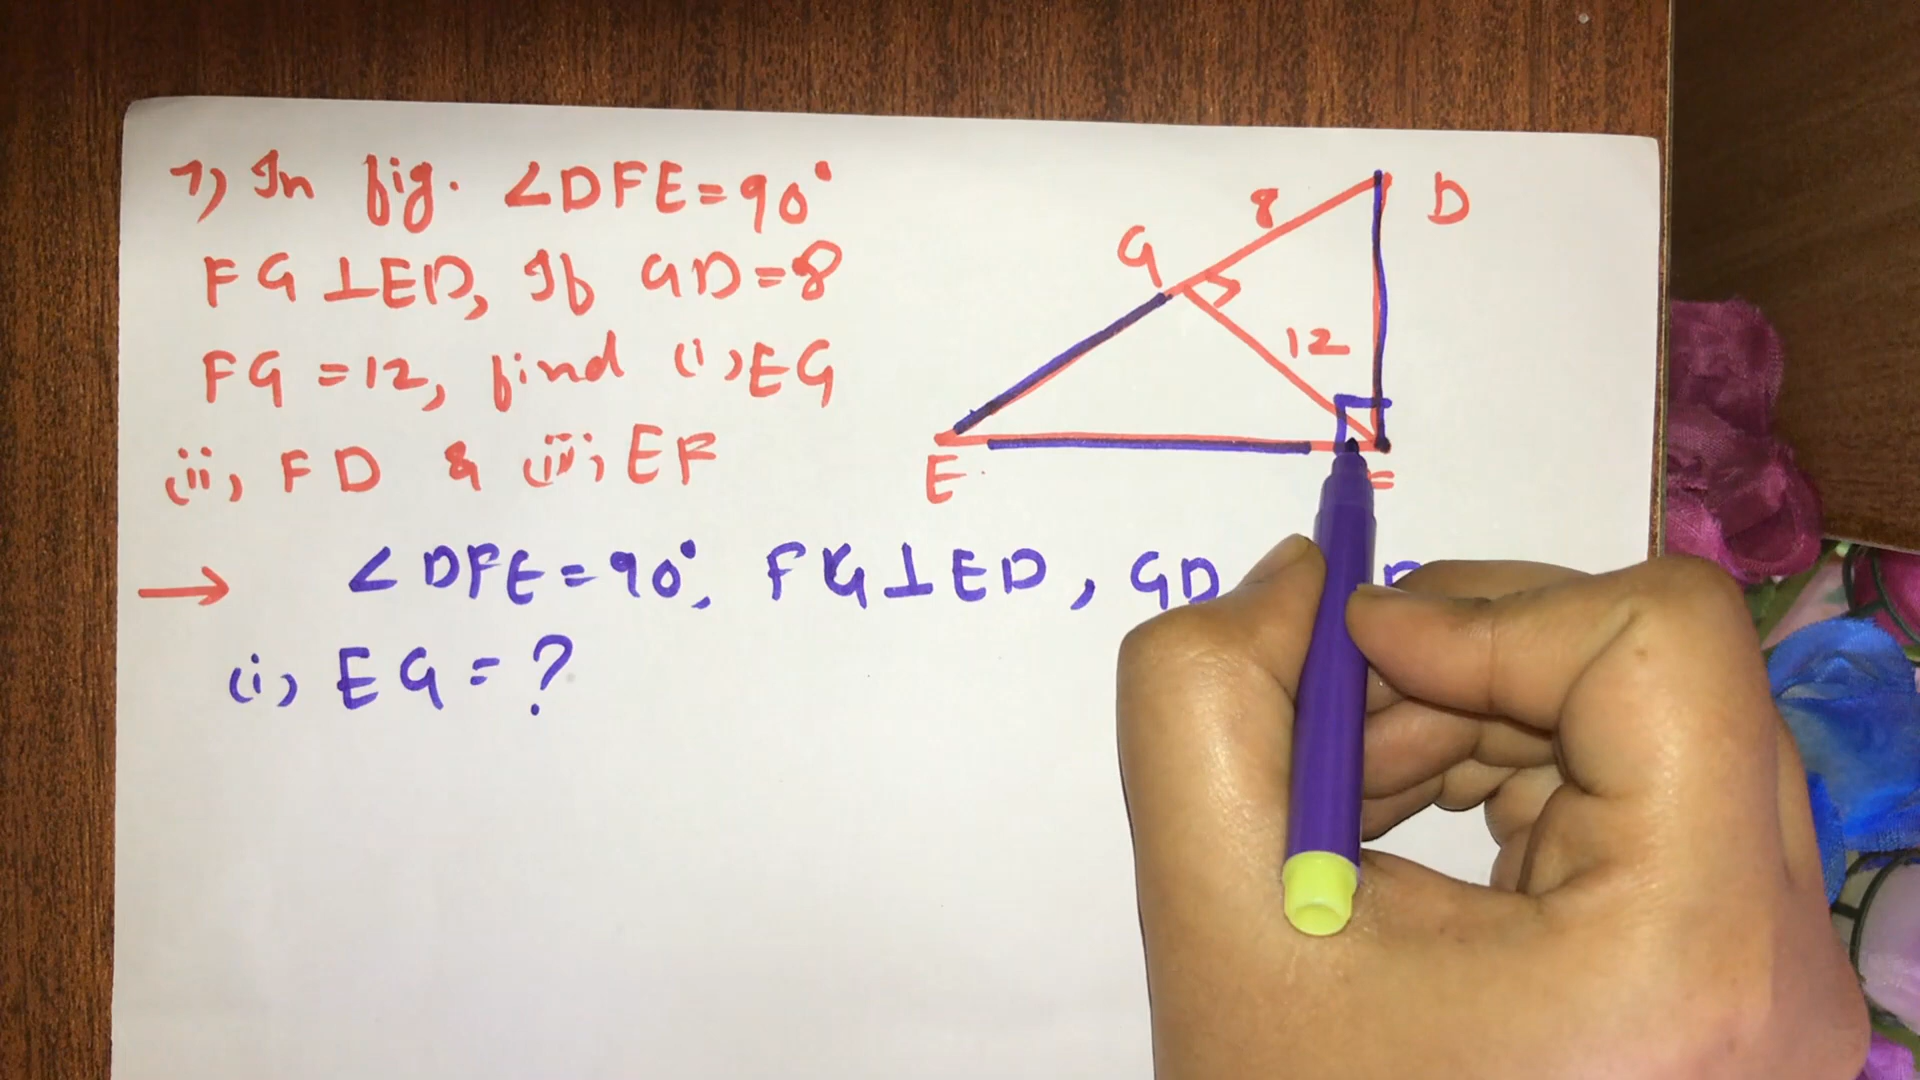 7) In fig. ∠DFE=90°
FG⊥ED, If GD=8
FG=12, find (i) EG
(ii) FD & (iii) EF
D
8
G
12
E
→ ∠DFE=90°, FG⊥ED, GD
(i) EG=?